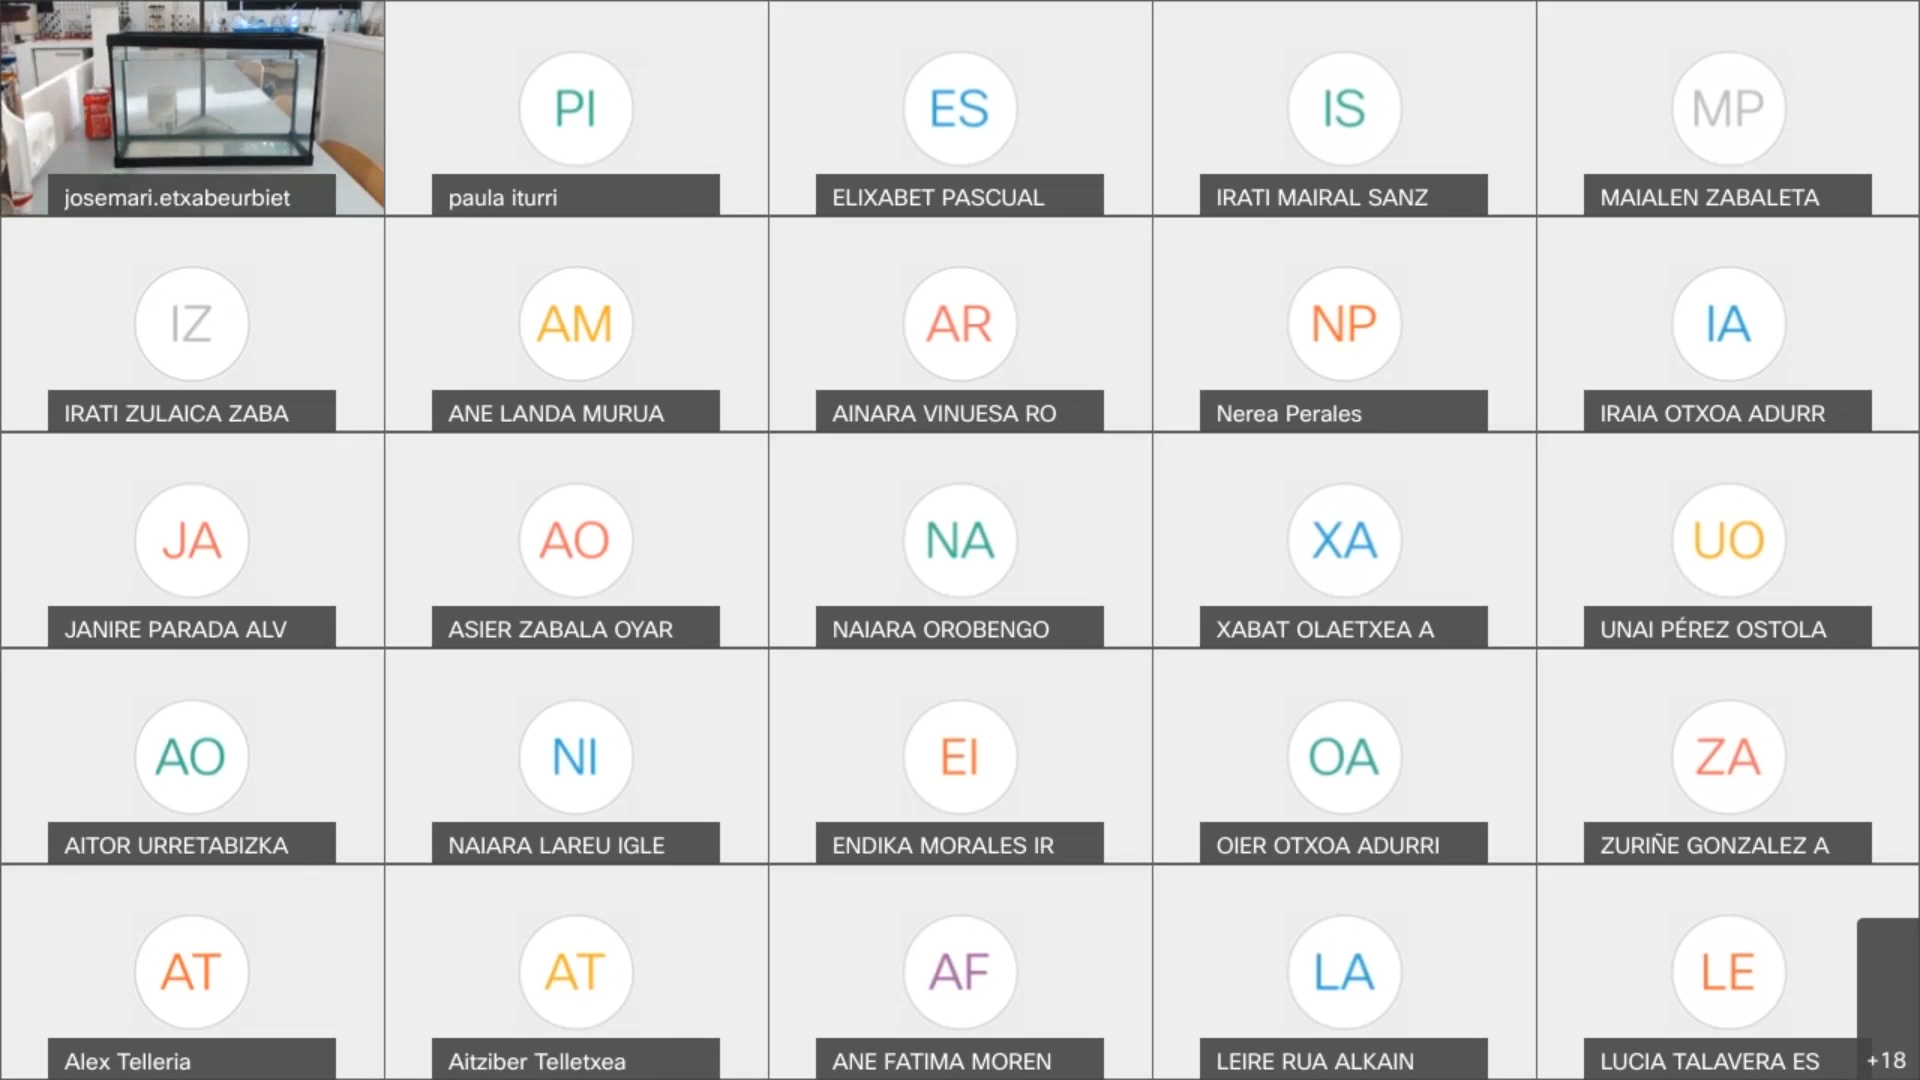 josemari.etxabeurbiet
PI
paula iturri
ES
ELIXABET PASCUAL
IS
IRATI MAIRAL SANZ
MP
MAIALEN ZABALETA
IZ
IRATI ZULAICA ZABA
AM
ANE LANDA MURUA
AR
AINARA VINUESA RO
NP
Nerea Perales
IA
IRAIA OTXOA ADURR
JA
JANIRE PARADA ALV
AO
ASIER ZABALA OYAR
NA
NAIARA OROBENGO
XA
XABAT OLAETXEA A
UO
UNAI PÉREZ OSTOLA
AO
AITOR URRETABIZKA
NI
NAIARA LAREU IGLE
EI
ENDIKA MORALES IR
OA
OIER OTXOA ADURRI
ZA
ZURIÑE GONZALEZ A
AT
Alex Telleria
AT
Aitziber Telletxea
AF
ANE FATIMA MOREN
LA
LEIRE RUA ALKAIN
LE
LUCIA TALAVERA ES
+18